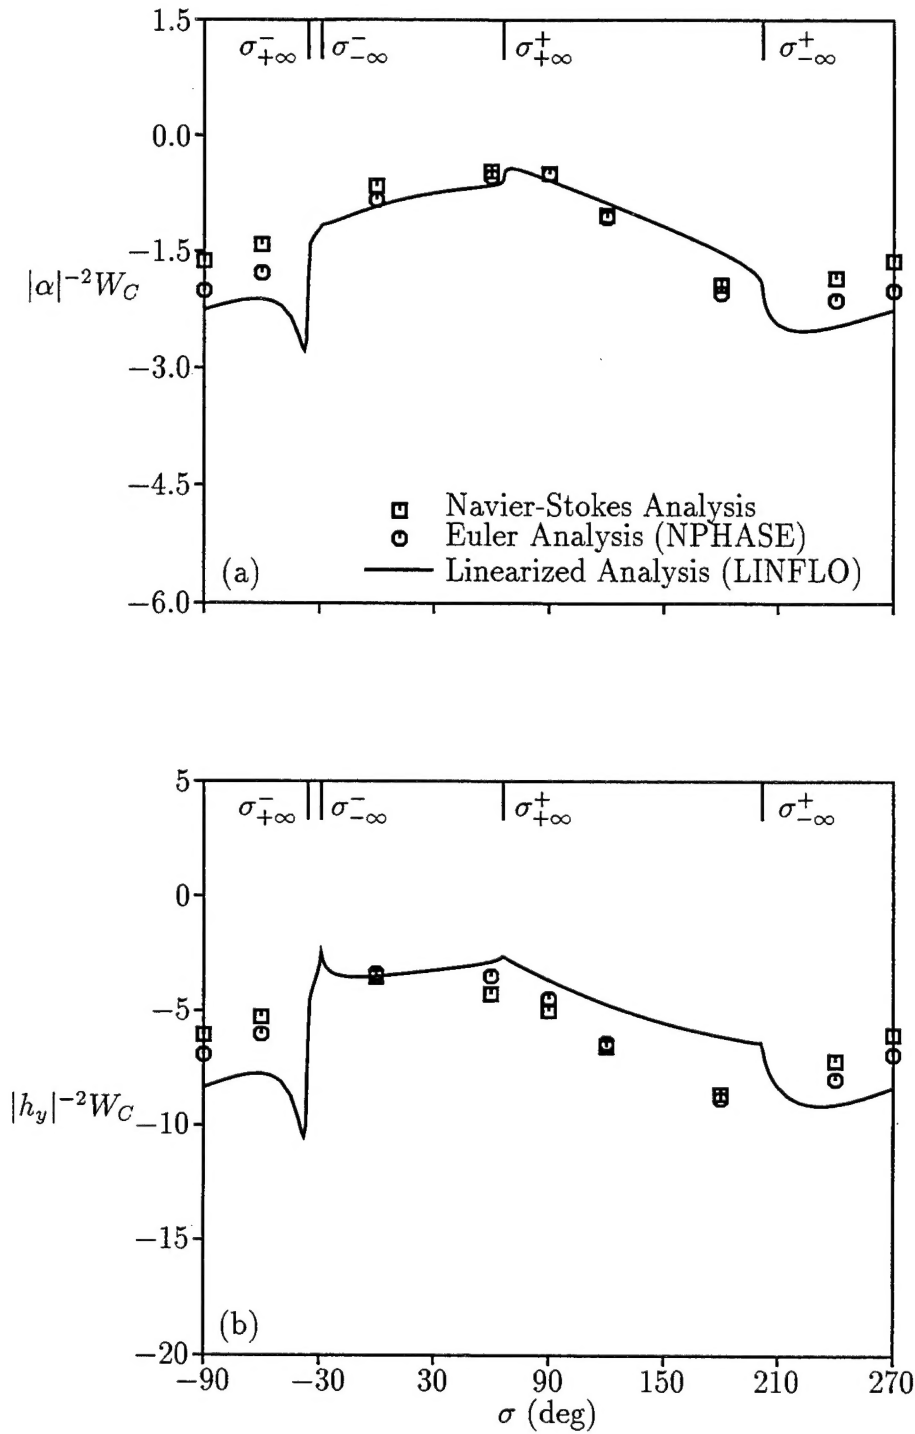 1.5
σ⁻₊∞ σ⁻₋∞ σ⁺₊∞ σ⁺₋∞
0.0
−1.5
|α|⁻²W_C
−3.0
−4.5
Navier-Stokes Analysis
Euler Analysis (NPHASE)
(a) Linearized Analysis (LINFLO)
−6.0
5
σ⁻₊∞ σ⁻₋∞ σ⁺₊∞ σ⁺₋∞
0
−5
|h_y|⁻²W_C
−10
−15
(b)
−20
−90 −30 30 90 150 210 270
σ (deg)